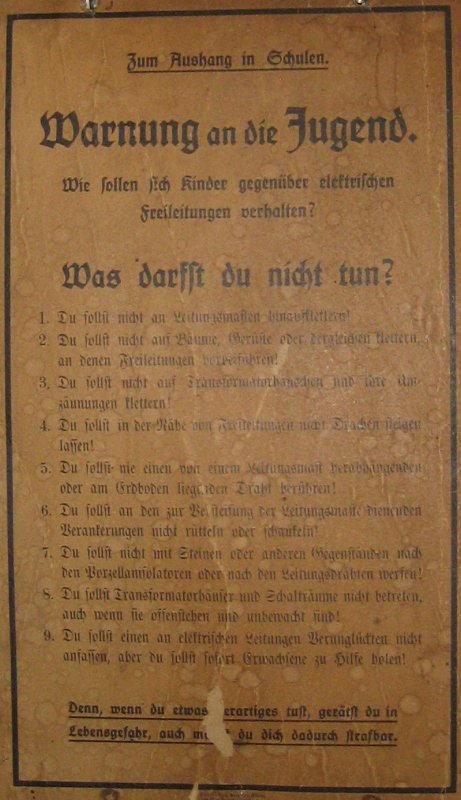 Zum Aushang in Schulen.
Warnung an die Jugend.
Wie sollen sich Kinder gegenüber elektrischen
Freileitungen verhalten?
Was darfst du nicht tun?
1. Du sollst nicht an Leitungsmasten hinaufklettern!
2. Du sollst nicht auf Bäume, Gerüste oder dergleichen klettern,
an denen Freileitungen vorbeiführen!
3. Du sollst nicht auf Transformatorhäuschen und ihre Um-
zäunungen klettern!
4. Du sollst in der Nähe von Freileitungen nicht Drachen steigen
lassen!
5. Du sollst nie einen von einem Leitungsmast herabhängenden
oder am Erdboden liegenden Draht berühren!
6. Du sollst an den zur Versteifung der Leitungsmaste dienenden
Verankerungen nicht rütteln oder schaukeln!
7. Du sollst nicht mit Steinen oder anderen Gegenständen nach
den Porzellanisolatoren oder nach den Leitungsdrähten werfen!
8. Du sollst Transformatorhäuser und Schalträume nicht betreten,
auch wenn sie offenstehen und unbewacht sind!
9. Du sollst einen an elektrischen Leitungen Verunglückten nicht
anfassen, aber du sollst sofort Erwachsene zu Hilfe holen!
Denn, wenn du etwas erartiges tust, gerätst du in
Lebensgefahr, auch du dich dadurch strafbar.